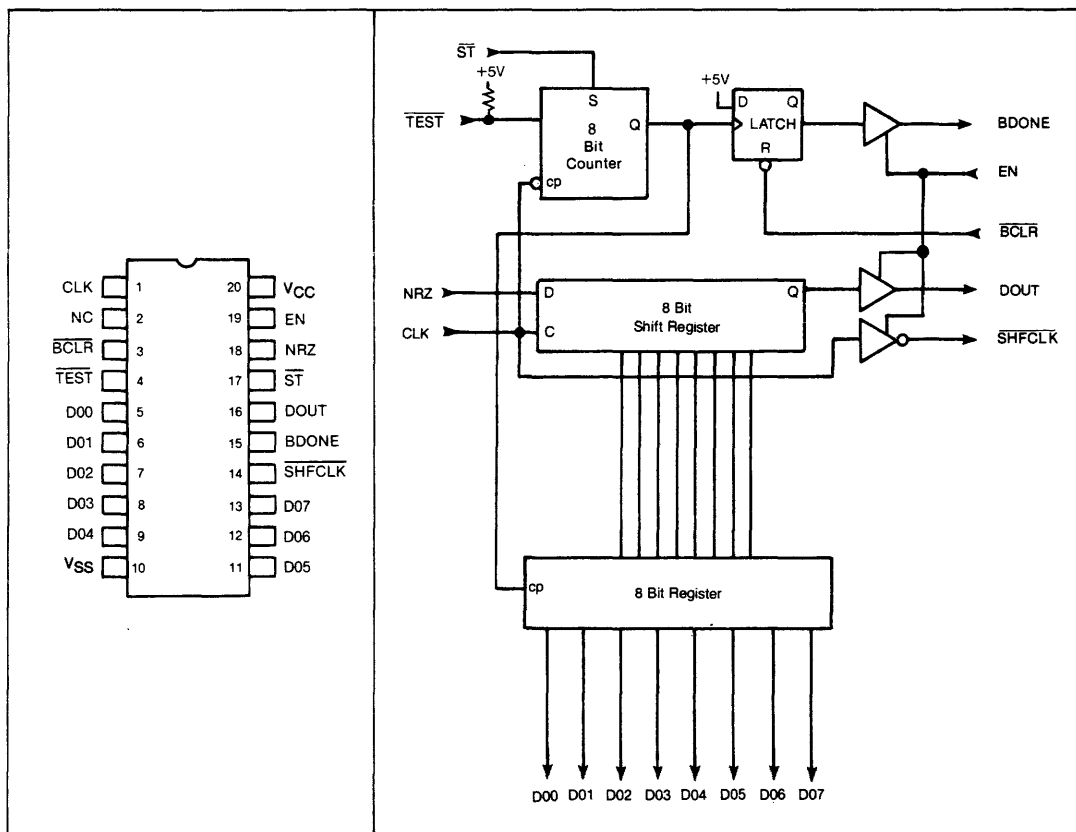 CLK 1 20 VCC
NC 2 19 EN
BCLR 3 18 NRZ
TEST 4 17 ST
D00 5 16 DOUT
D01 6 15 BDONE
D02 7 14 SHFCLK
D03 8 13 D07
D04 9 12 D06
VSS 10 11 D05
ST
+5V
TEST
S
8
Bit
Counter
Q
cp
+5V
D Q
LATCH
R
BDONE
EN
BCLR
NRZ
CLK
D
C
8 Bit
Shift Register
Q
DOUT
SHFCLK
cp
8 Bit Register
D00 D01 D02 D03 D04 D05 D06 D07